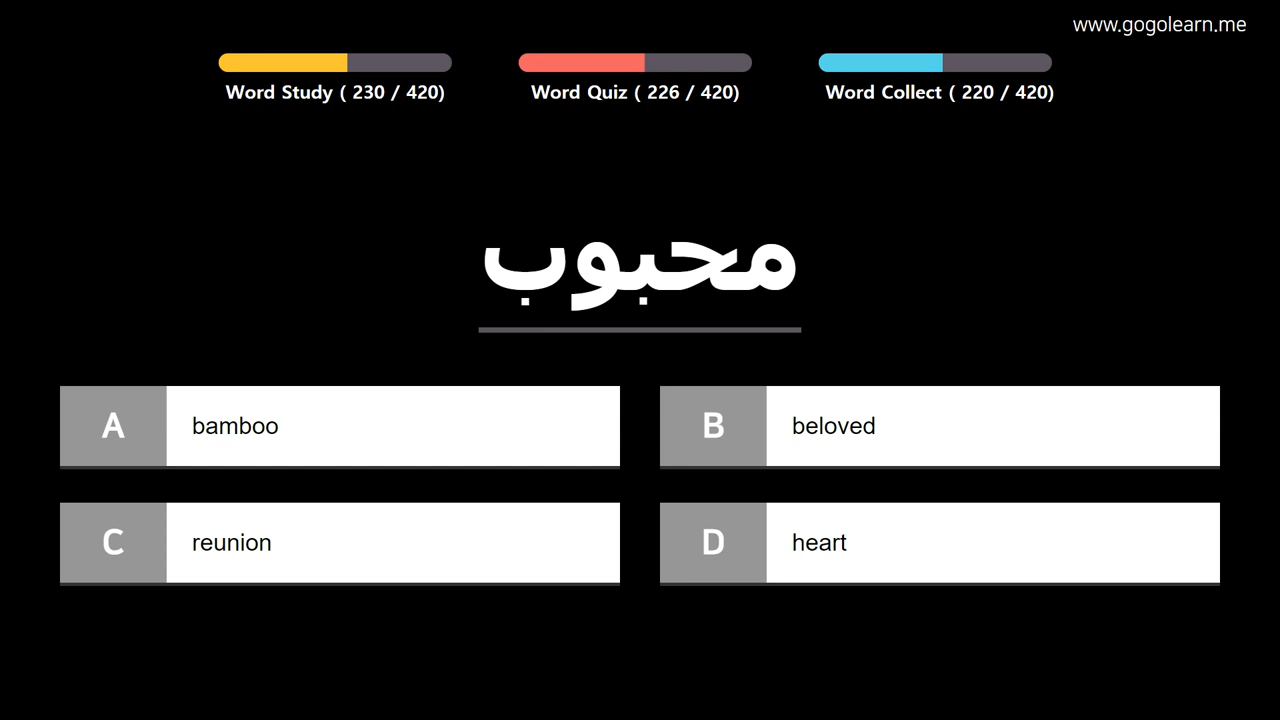 www.gogolearn.me
Word Study ( 230 / 420)
Word Quiz ( 226 / 420)
Word Collect ( 220 / 420)
محبوب
A bamboo
B beloved
C reunion
D heart